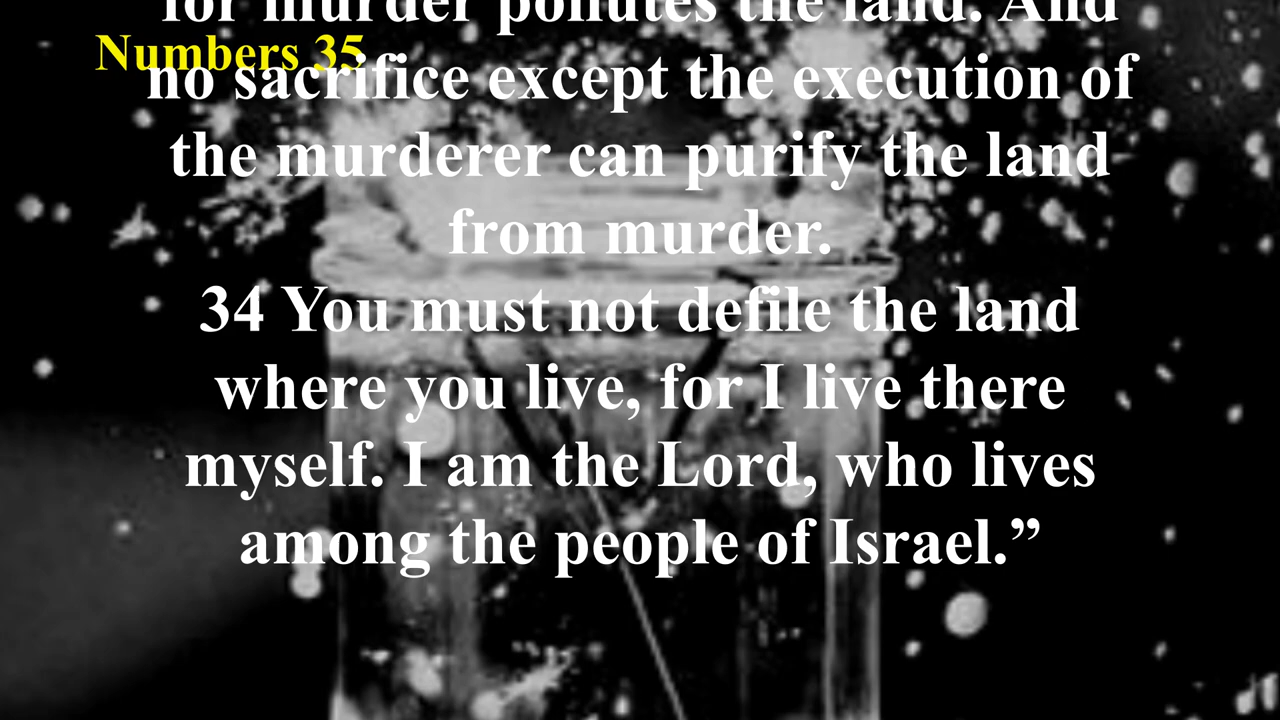 for murder pollutes the land. And
Numbers 35
no sacrifice except the execution of
the murderer can purify the land
from murder.
34 You must not defile the land
where you live, for I live there
myself. I am the Lord, who lives
among the people of Israel.”